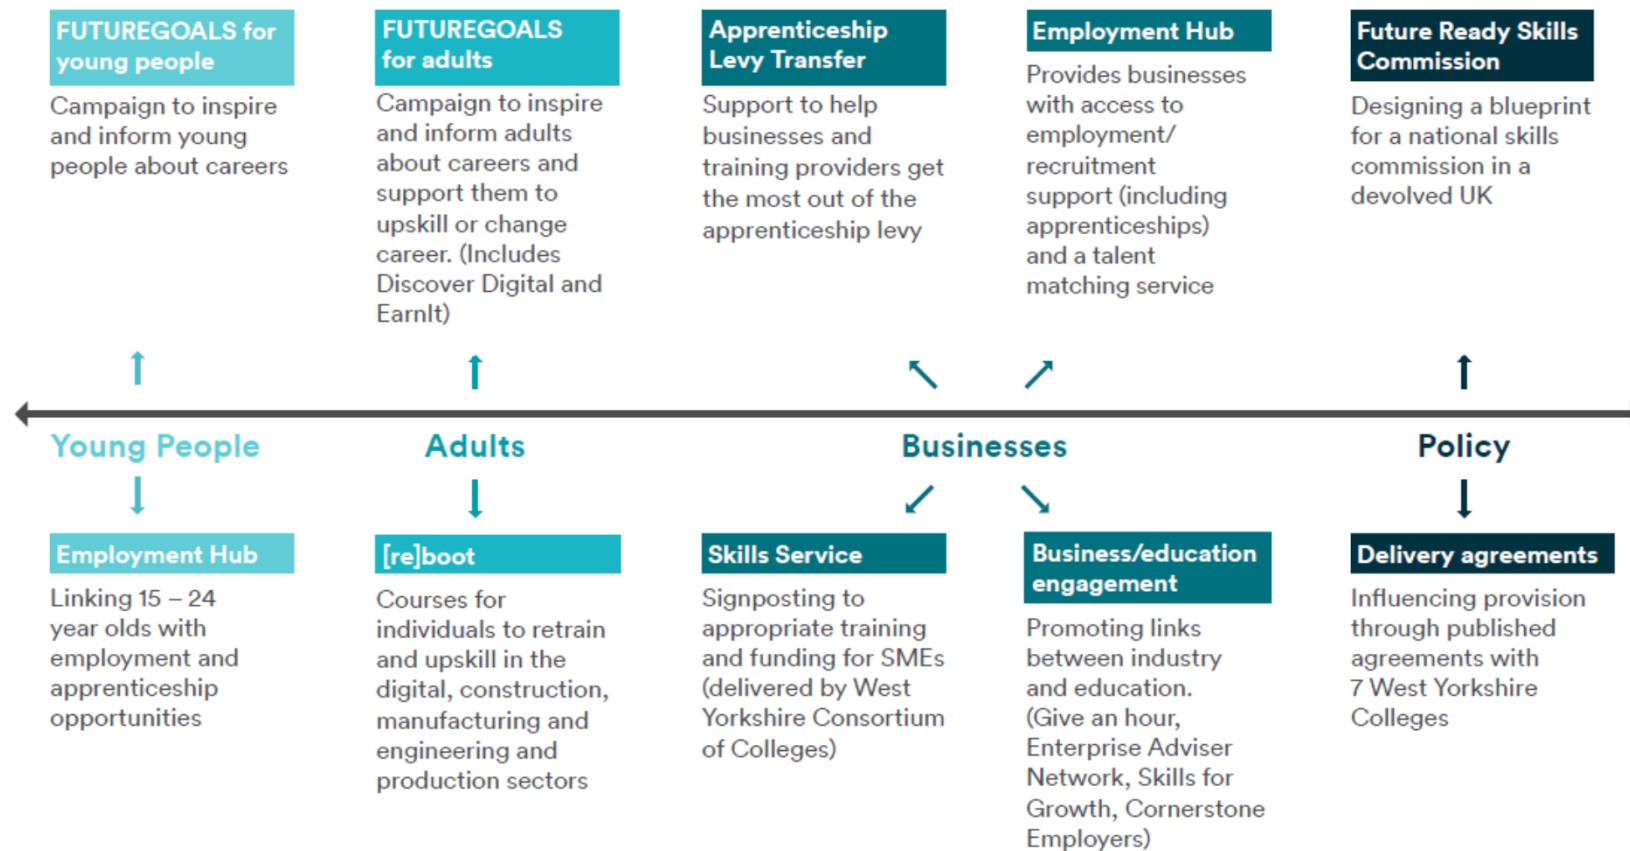 FUTUREGOALS for
young people
Campaign to inspire
and inform young
people about careers
FUTUREGOALS
for adults
Campaign to inspire
and inform adults
about careers and
support them to
upskill or change
career. (Includes
Discover Digital and
EarnIt)
Apprenticeship
Levy Transfer
Support to help
businesses and
training providers get
the most out of the
apprenticeship levy
Employment Hub
Provides businesses
with access to
employment/
recruitment
support (including
apprenticeships)
and a talent
matching service
Future Ready Skills
Commission
Designing a blueprint
for a national skills
commission in a
devolved UK
Young People
Adults
Businesses
Policy
Employment Hub
Linking 15 – 24
year olds with
employment and
apprenticeship
opportunities
[re]boot
Courses for
individuals to retrain
and upskill in the
digital, construction,
manufacturing and
engineering and
production sectors
Skills Service
Signposting to
appropriate training
and funding for SMEs
(delivered by West
Yorkshire Consortium
of Colleges)
Business/education
engagement
Promoting links
between industry
and education.
(Give an hour,
Enterprise Adviser
Network, Skills for
Growth, Cornerstone
Employers)
Delivery agreements
Influencing provision
through published
agreements with
7 West Yorkshire
Colleges